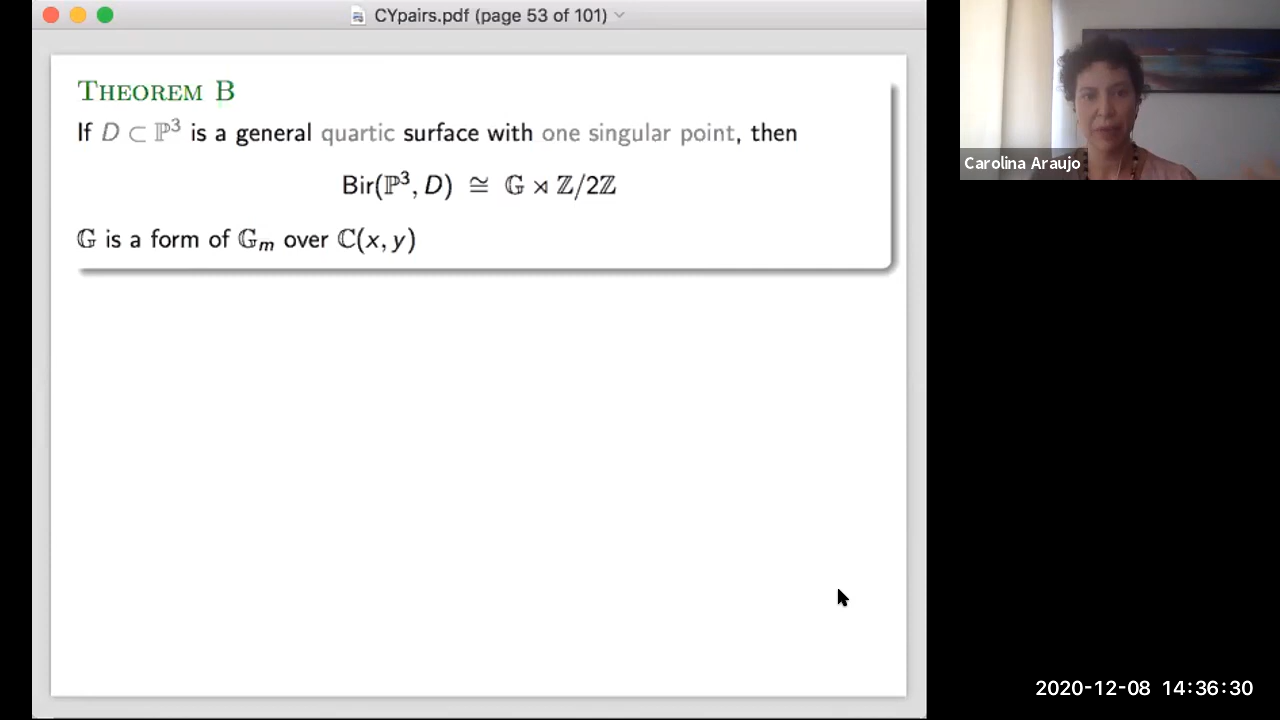 CYpairs.pdf (page 53 of 101)
THEOREM B
If D ⊂ ℙ³ is a general quartic surface with one singular point, then
Bir(ℙ³, D) ≅ 𝔾 ⋊ ℤ/2ℤ
𝔾 is a form of 𝔾ₘ over ℂ(x, y)
Carolina Araujo
2020-12-08 14:36:30